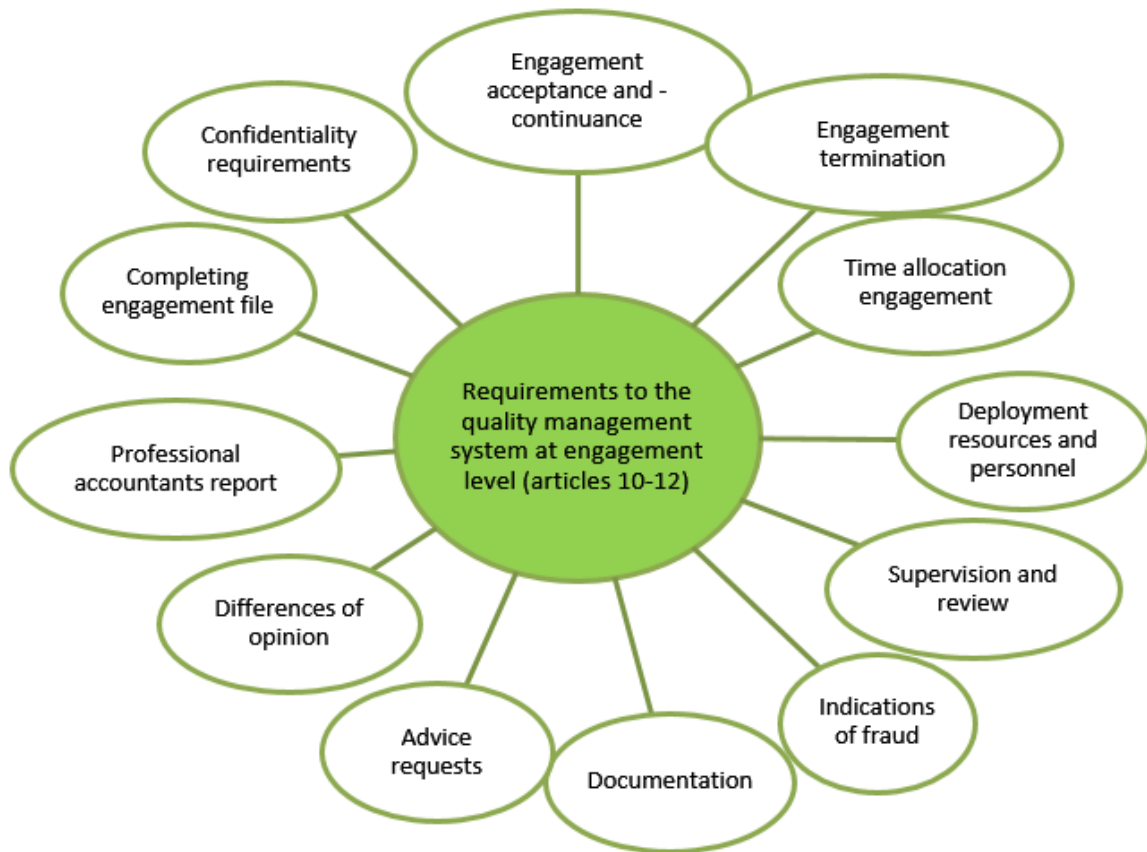 Engagement
acceptance and -
continuance
Engagement
termination
Time allocation
engagement
Deployment
resources and
personnel
Supervision and
review
Indications
of fraud
Documentation
Advice
requests
Differences of
opinion
Professional
accountants report
Completing
engagement file
Confidentiality
requirements
Requirements to the
quality management
system at engagement
level (articles 10-12)